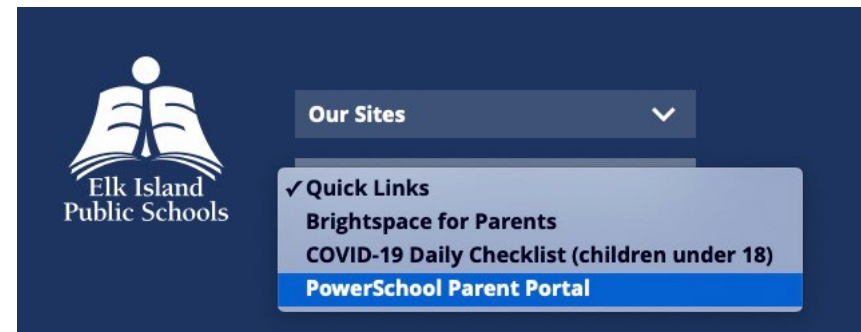 Elk Island
Public Schools
Our Sites
✓ Quick Links
Brightspace for Parents
COVID-19 Daily Checklist (children under 18)
PowerSchool Parent Portal